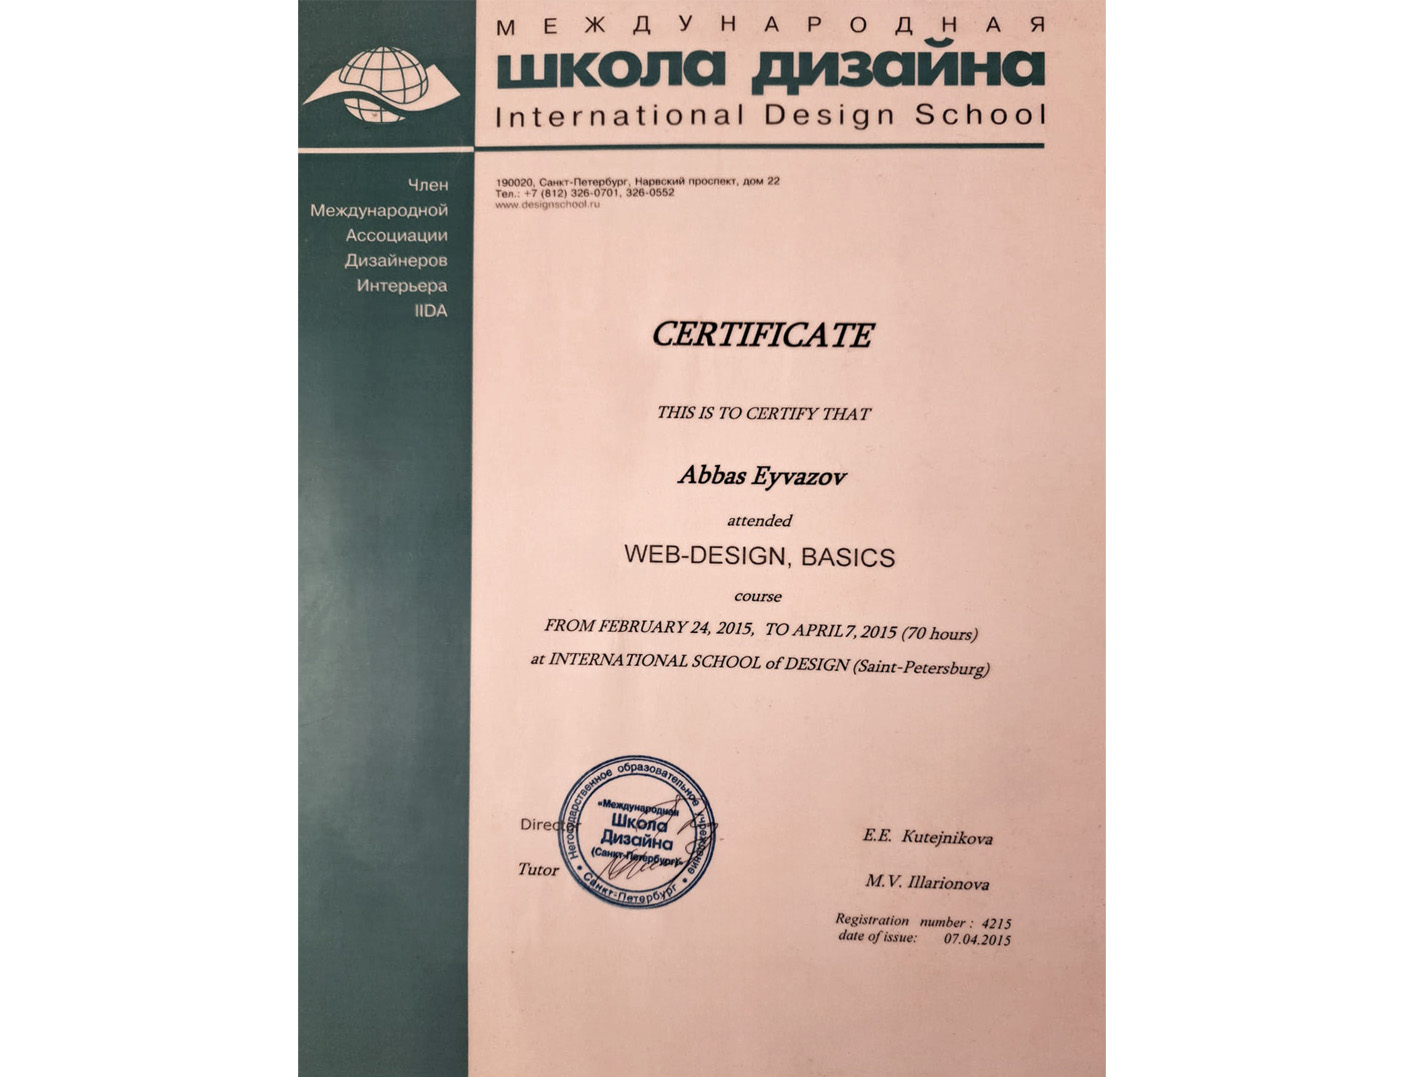 МЕЖДУНАРОДНАЯ
школа дизайна
International Design School
Член
Международной
Ассоциации
Дизайнеров
Интерьера
IIDA
190020, Санкт-Петербург, Нарвский проспект, дом 22
Тел.: +7 (812) 326-0701, 326-0552
www.designschool.ru
CERTIFICATE
THIS IS TO CERTIFY THAT
Abbas Eyvazov
attended
WEB-DESIGN, BASICS
course
FROM FEBRUARY 24, 2015, TO APRIL 7, 2015 (70 hours)
at INTERNATIONAL SCHOOL of DESIGN (Saint-Petersburg)
Негосударственное образовательное учреждение
«Международная
Школа
Дизайна
(Санкт-Петербург)»
• Санкт-Петербург •
Director
E.E. Kutejnikova
Tutor
M.V. Illarionova
Registration number : 4215
date of issue: 07.04.2015